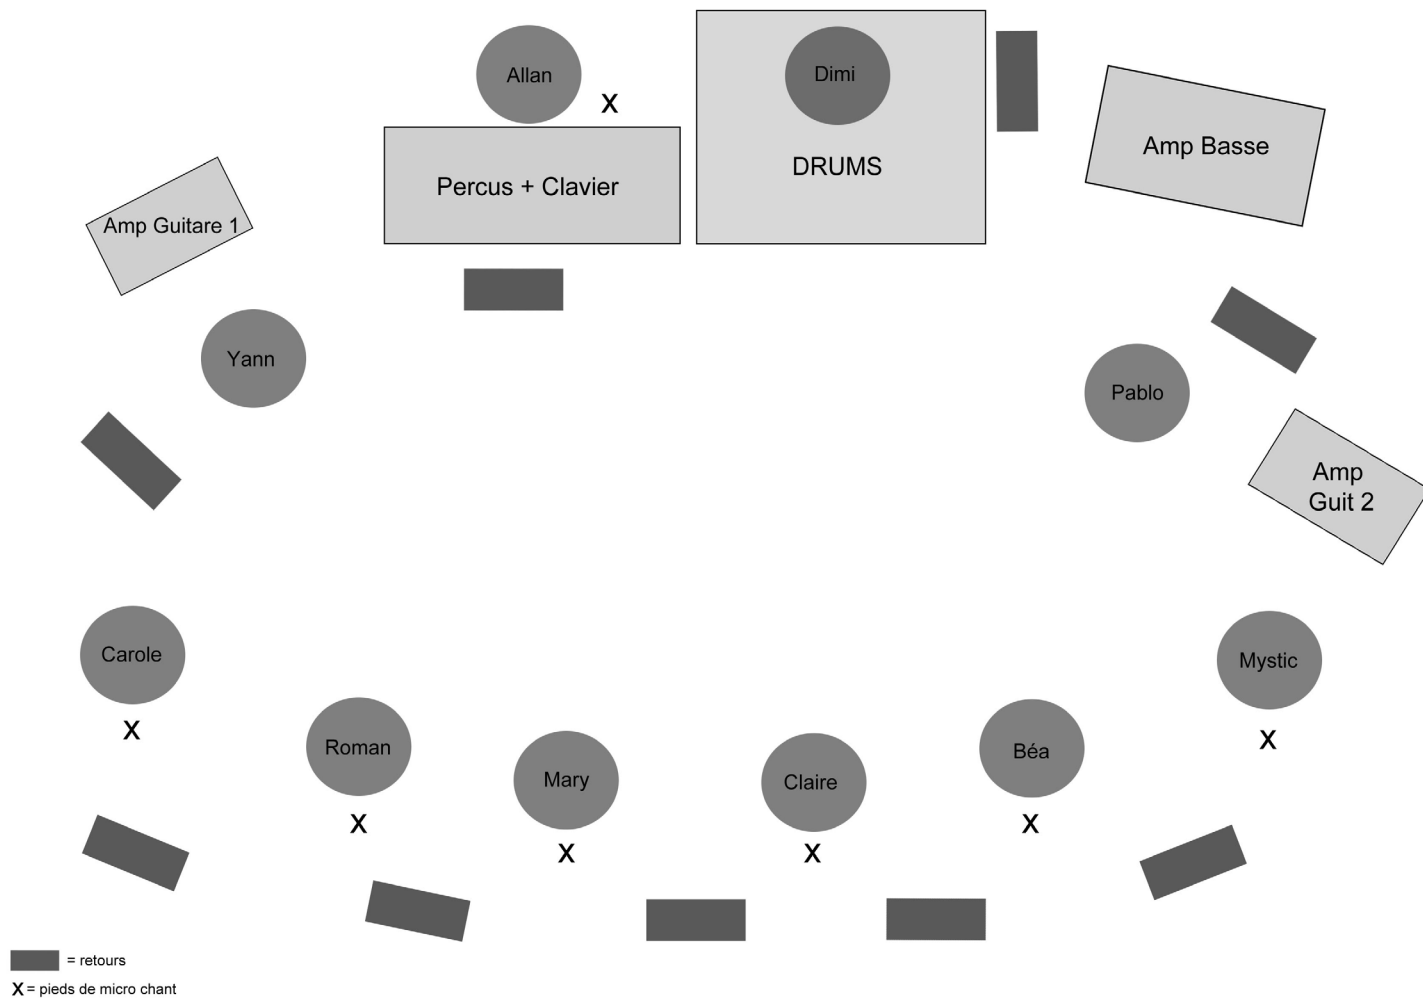 Allan
X
Dimi
DRUMS
Amp Basse
Percus + Clavier
Amp Guitare 1
Yann
Pablo
Amp
Guit 2
Carole
X
Mystic
X
Roman
X
Mary
X
Claire
X
Béa
X
= retours
X = pieds de micro chant